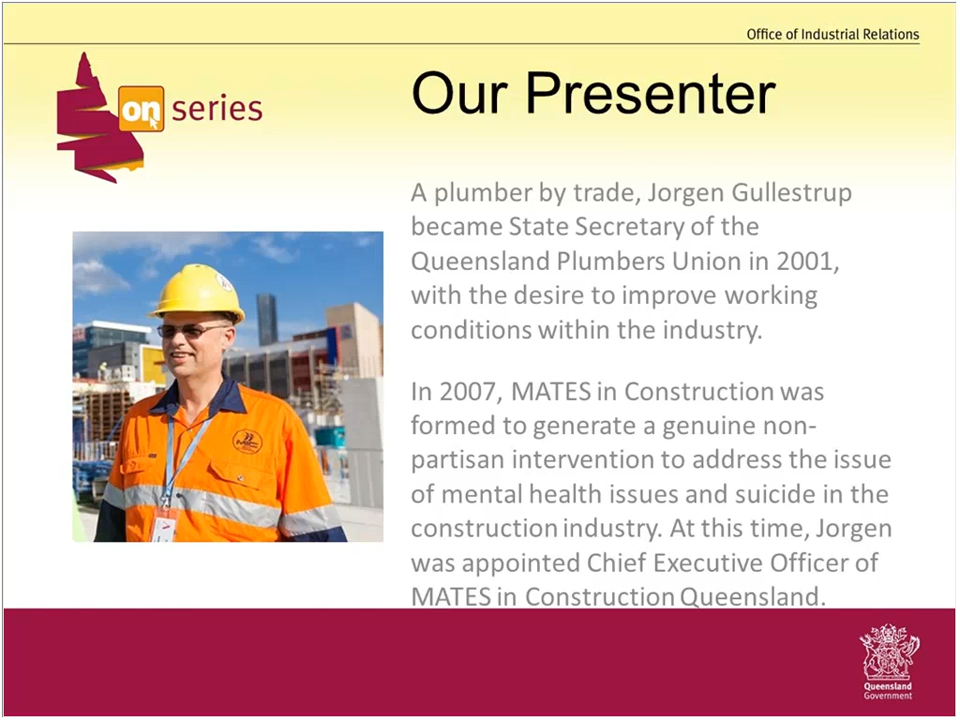 Office of Industrial Relations
on series
Our Presenter
A plumber by trade, Jorgen Gullestrup
became State Secretary of the
Queensland Plumbers Union in 2001,
with the desire to improve working
conditions within the industry.
In 2007, MATES in Construction was
formed to generate a genuine non-
partisan intervention to address the issue
of mental health issues and suicide in the
construction industry. At this time, Jorgen
was appointed Chief Executive Officer of
MATES in Construction Queensland.
Queensland
Government